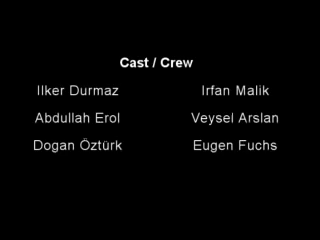 Cast / Crew
Ilker Durmaz Irfan Malik
Abdullah Erol Veysel Arslan
Dogan Öztürk Eugen Fuchs